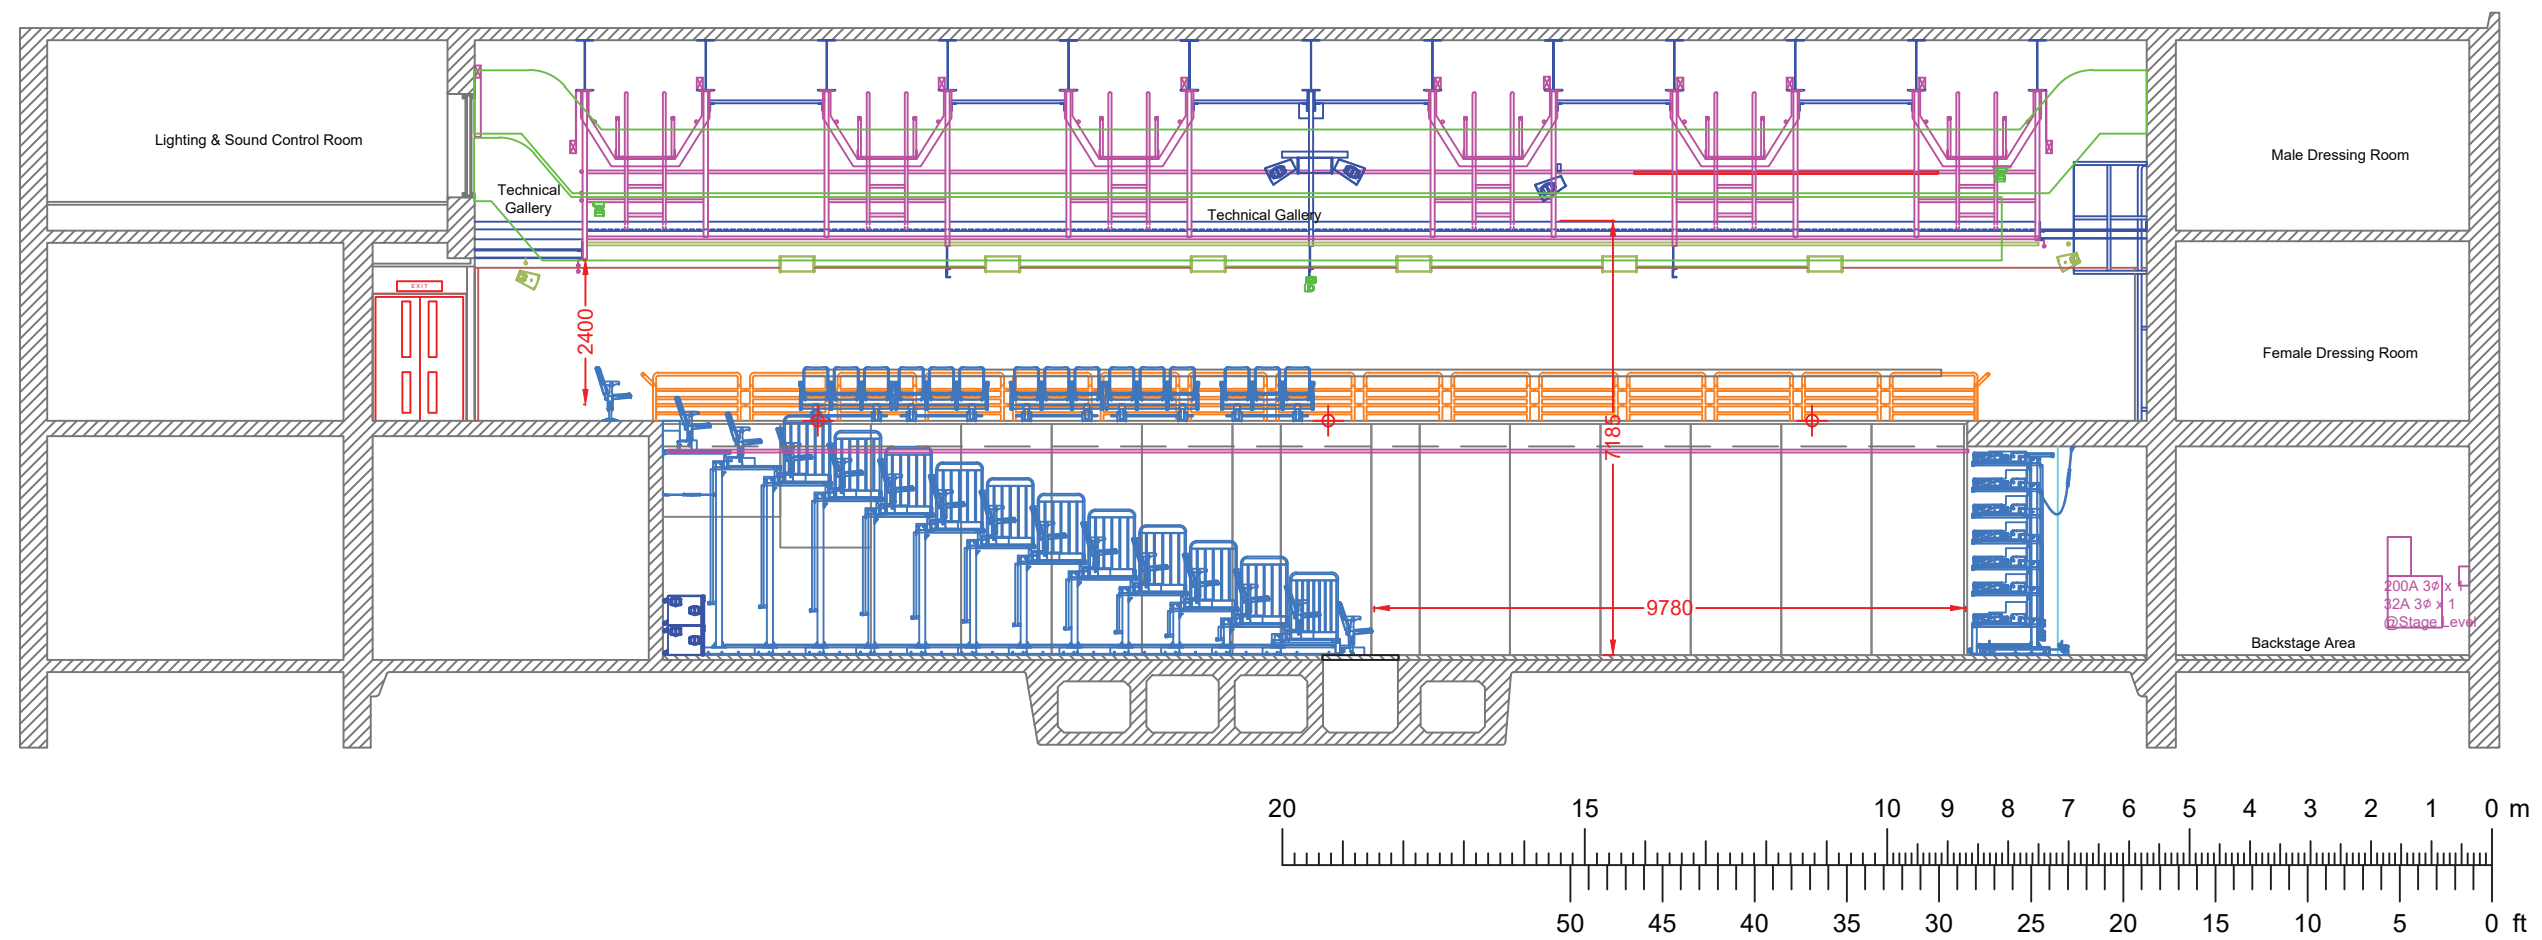 Lighting & Sound Control Room
Technical
Gallery
Technical Gallery
Male Dressing Room
EXIT
2400
Female Dressing Room
7185
9780
200A 3∅ x 1
32A 3∅ x 1
@Stage Level
Backstage Area
20 15 10 9 8 7 6 5 4 3 2 1 0 m
50 45 40 35 30 25 20 15 10 5 0 ft